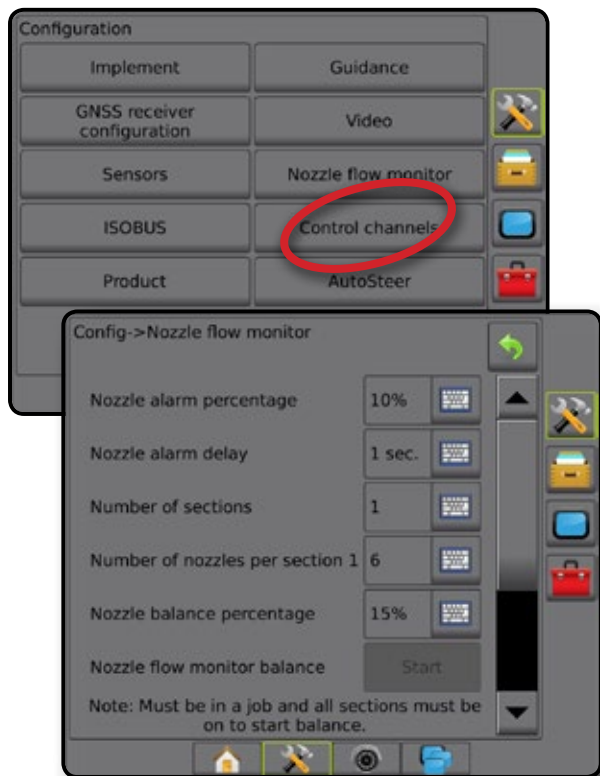 Configuration
Implement
Guidance
GNSS receiver
configuration
Video
Sensors
Nozzle flow monitor
ISOBUS
Control channels
Product
AutoSteer
Config->Nozzle flow monitor
Nozzle alarm percentage 10%
Nozzle alarm delay 1 sec.
Number of sections 1
Number of nozzles per section 1 6
Nozzle balance percentage 15%
Nozzle flow monitor balance Start
Note: Must be in a job and all sections must be
on to start balance.